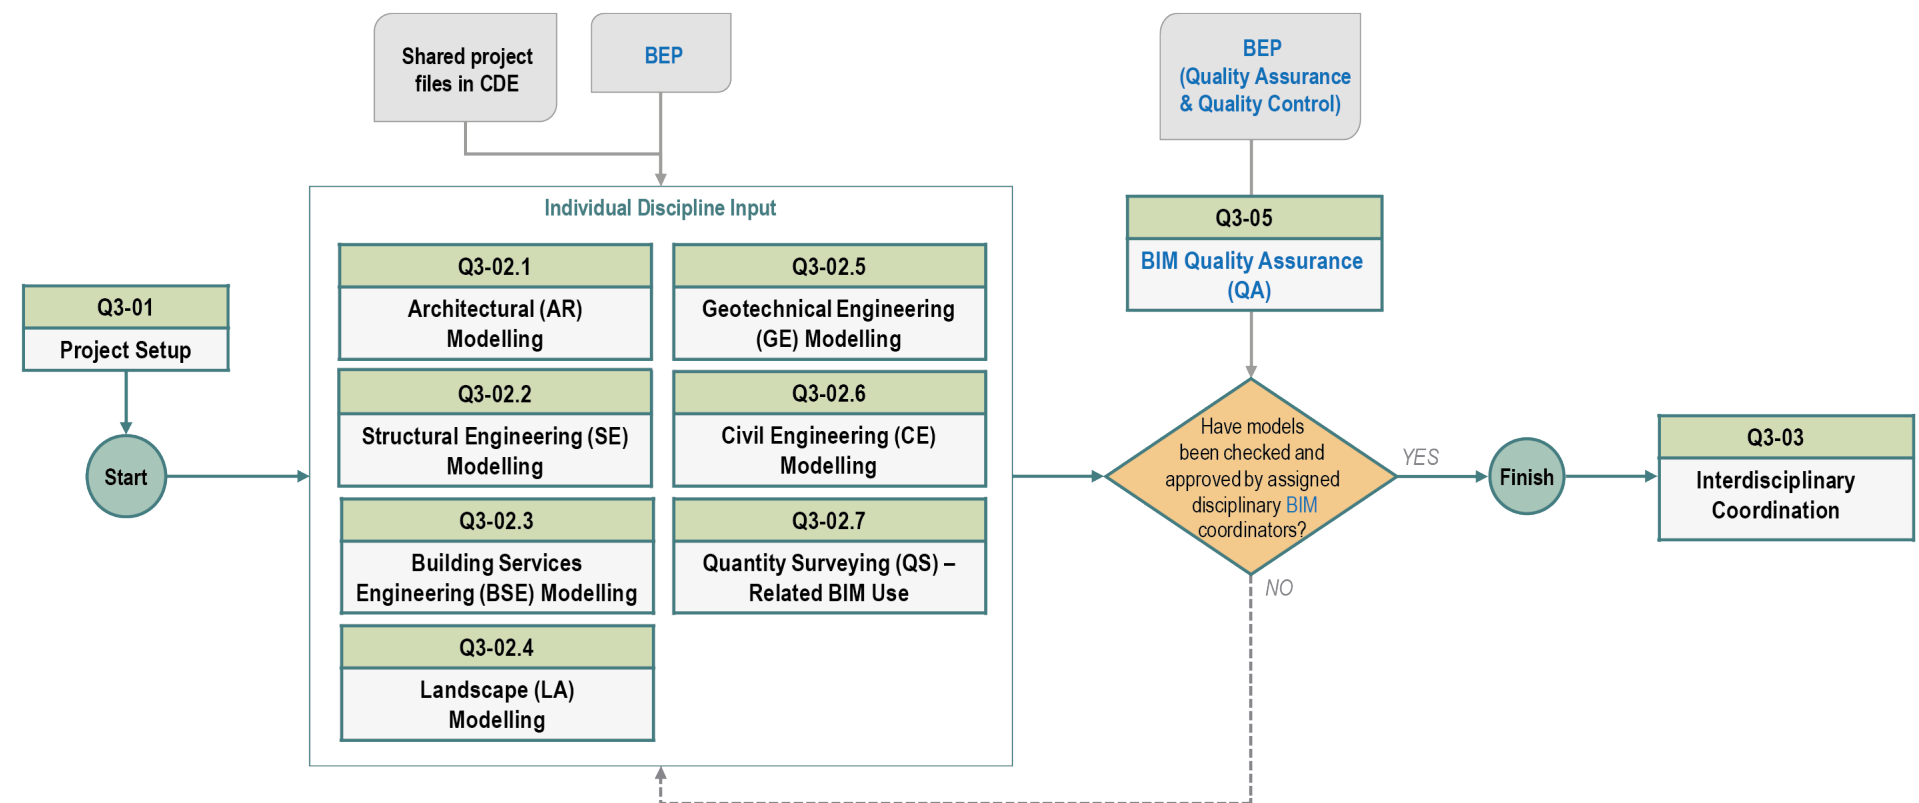 Shared project
files in CDE
BEP
BEP
(Quality Assurance
& Quality Control)
Individual Discipline Input
Q3-01
Project Setup
Start
Q3-02.1
Architectural (AR)
Modelling
Q3-02.2
Structural Engineering (SE)
Modelling
Q3-02.3
Building Services
Engineering (BSE) Modelling
Q3-02.4
Landscape (LA)
Modelling
Q3-02.5
Geotechnical Engineering
(GE) Modelling
Q3-02.6
Civil Engineering (CE)
Modelling
Q3-02.7
Quantity Surveying (QS) –
Related BIM Use
Q3-05
BIM Quality Assurance
(QA)
Have models
been checked and
approved by assigned
disciplinary BIM
coordinators?
YES
NO
Finish
Q3-03
Interdisciplinary
Coordination